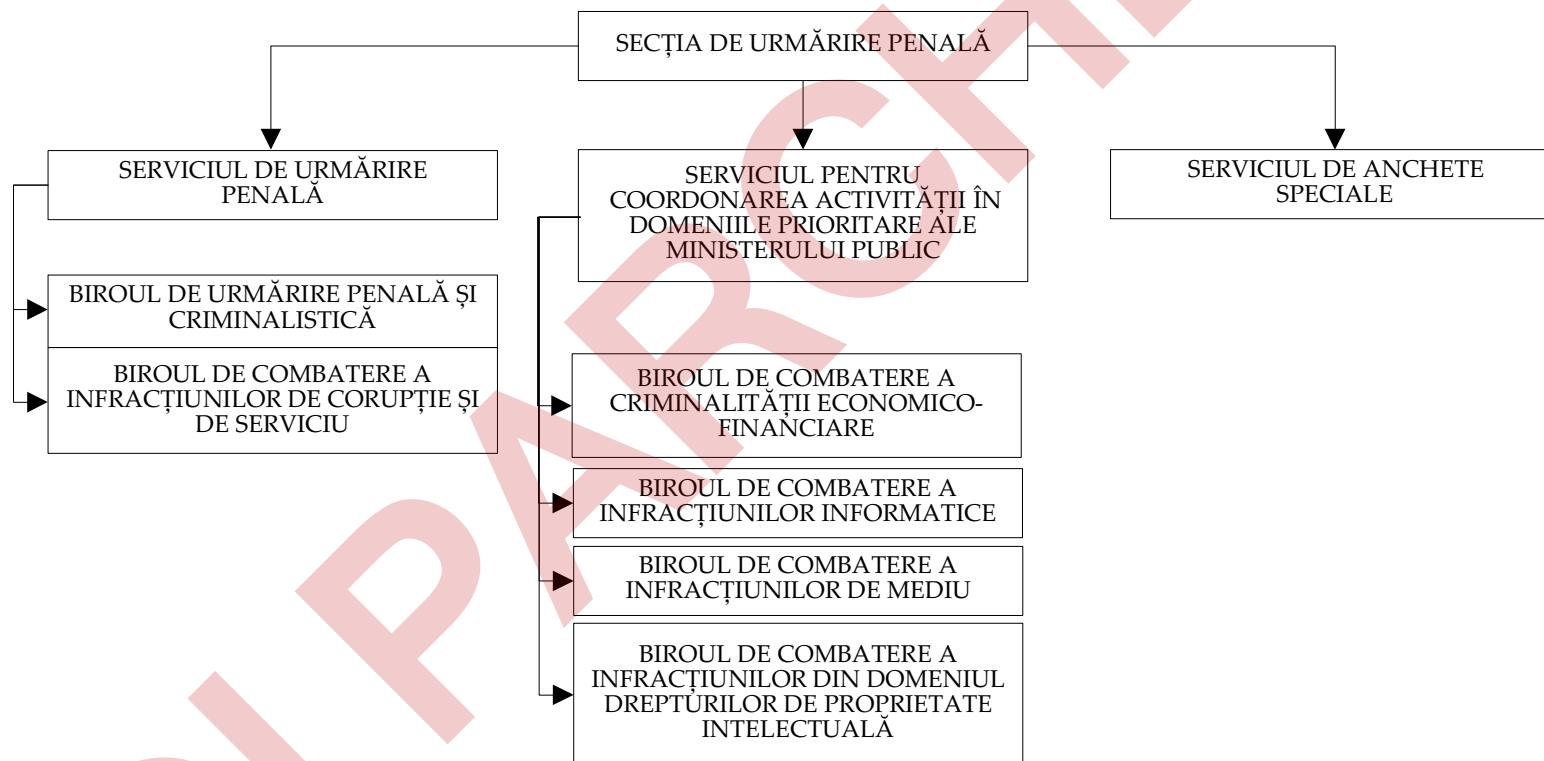 SECȚIA DE URMĂRIRE PENALĂ
SERVICIUL DE URMĂRIRE
PENALĂ
SERVICIUL PENTRU
COORDONAREA ACTIVITĂȚII ÎN
DOMENIILE PRIORITARE ALE
MINISTERULUI PUBLIC
SERVICIUL DE ANCHETE
SPECIALE
BIROUL DE URMĂRIRE PENALĂ ȘI
CRIMINALISTICĂ
BIROUL DE COMBATERE A
INFRACȚIUNILOR DE CORUPȚIE ȘI
DE SERVICIU
BIROUL DE COMBATERE A
CRIMINALITĂȚII ECONOMICO-
FINANCIARE
BIROUL DE COMBATERE A
INFRACȚIUNILOR INFORMATICE
BIROUL DE COMBATERE A
INFRACȚIUNILOR DE MEDIU
BIROUL DE COMBATERE A
INFRACȚIUNILOR DIN DOMENIUL
DREPTURILOR DE PROPRIETATE
INTELECTUALĂ